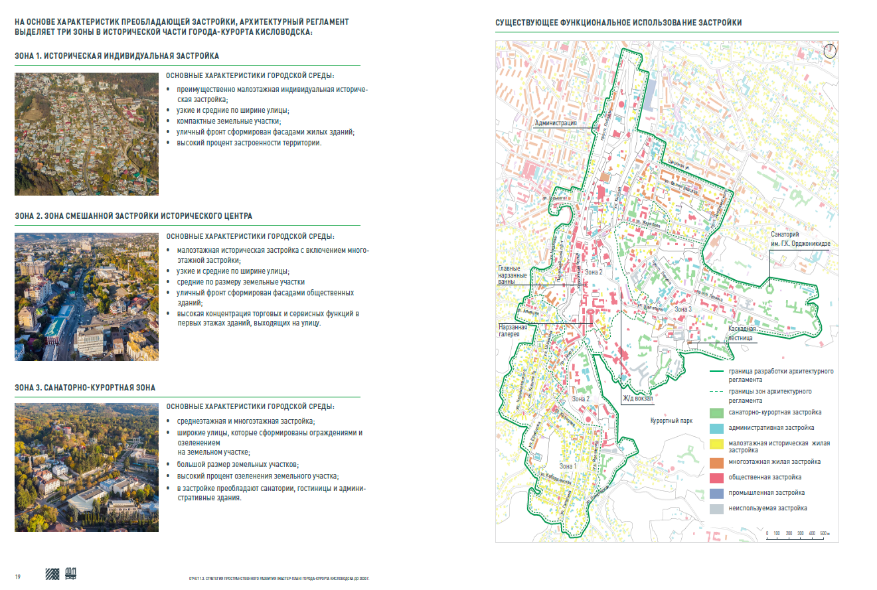 НА ОСНОВЕ ХАРАКТЕРИСТИК ПРЕОБЛАДАЮЩЕЙ ЗАСТРОЙКИ, АРХИТЕКТУРНЫЙ РЕГЛАМЕНТ
ВЫДЕЛЯЕТ ТРИ ЗОНЫ В ИСТОРИЧЕСКОЙ ЧАСТИ ГОРОДА-КУРОРТА КИСЛОВОДСКА:
ЗОНА 1. ИСТОРИЧЕСКАЯ ИНДИВИДУАЛЬНАЯ ЗАСТРОЙКА
ОСНОВНЫЕ ХАРАКТЕРИСТИКИ ГОРОДСКОЙ СРЕДЫ:
• преимущественно малоэтажная индивидуальная историче-
ская застройка;
• узкие и средние по ширине улицы;
• компактные земельные участки;
• уличный фронт сформирован фасадами жилых зданий;
• высокий процент застроенности территории.
ЗОНА 2. ЗОНА СМЕШАННОЙ ЗАСТРОЙКИ ИСТОРИЧЕСКОГО ЦЕНТРА
ОСНОВНЫЕ ХАРАКТЕРИСТИКИ ГОРОДСКОЙ СРЕДЫ:
• малоэтажная историческая застройка с включением много-
этажной застройки;
• узкие и средние по ширине улицы;
• средние по размеру земельные участки
• уличный фронт сформирован фасадами общественных
зданий;
• высокая концентрация торговых и сервисных функций в
первых этажах зданий, выходящих на улицу.
ЗОНА 3. САНАТОРНО-КУРОРТНАЯ ЗОНА
ОСНОВНЫЕ ХАРАКТЕРИСТИКИ ГОРОДСКОЙ СРЕДЫ:
• среднеэтажная и многоэтажная застройка;
• широкие улицы, которые сформированы ограждениями и
озеленением
на земельном участке;
• большой размер земельных участков;
• высокий процент озеленения земельного участка;
• в застройке преобладают санатории, гостиницы и админи-
стративные здания.
19
СУЩЕСТВУЮЩЕЕ ФУНКЦИОНАЛЬНОЕ ИСПОЛЬЗОВАНИЕ ЗАСТРОЙКИ
Администрация
Санаторий
им. Г.К. Орджоникидзе
Главные
нарзанные
ванны
Зона 2
Зона 3
Нарзанная
галерея
Каскадная
лестница
Ж/д вокзал
Зона 2
Курортный парк
Зона 1
граница разработки архитектурного
регламента
границы зон архитектурного
регламента
санаторно-курортная застройка
административная застройка
малоэтажная историческая жилая
застройка
многоэтажная жилая застройка
общественная застройка
промышленная застройка
неиспользуемая застройка
0 100 200 300 400 500м